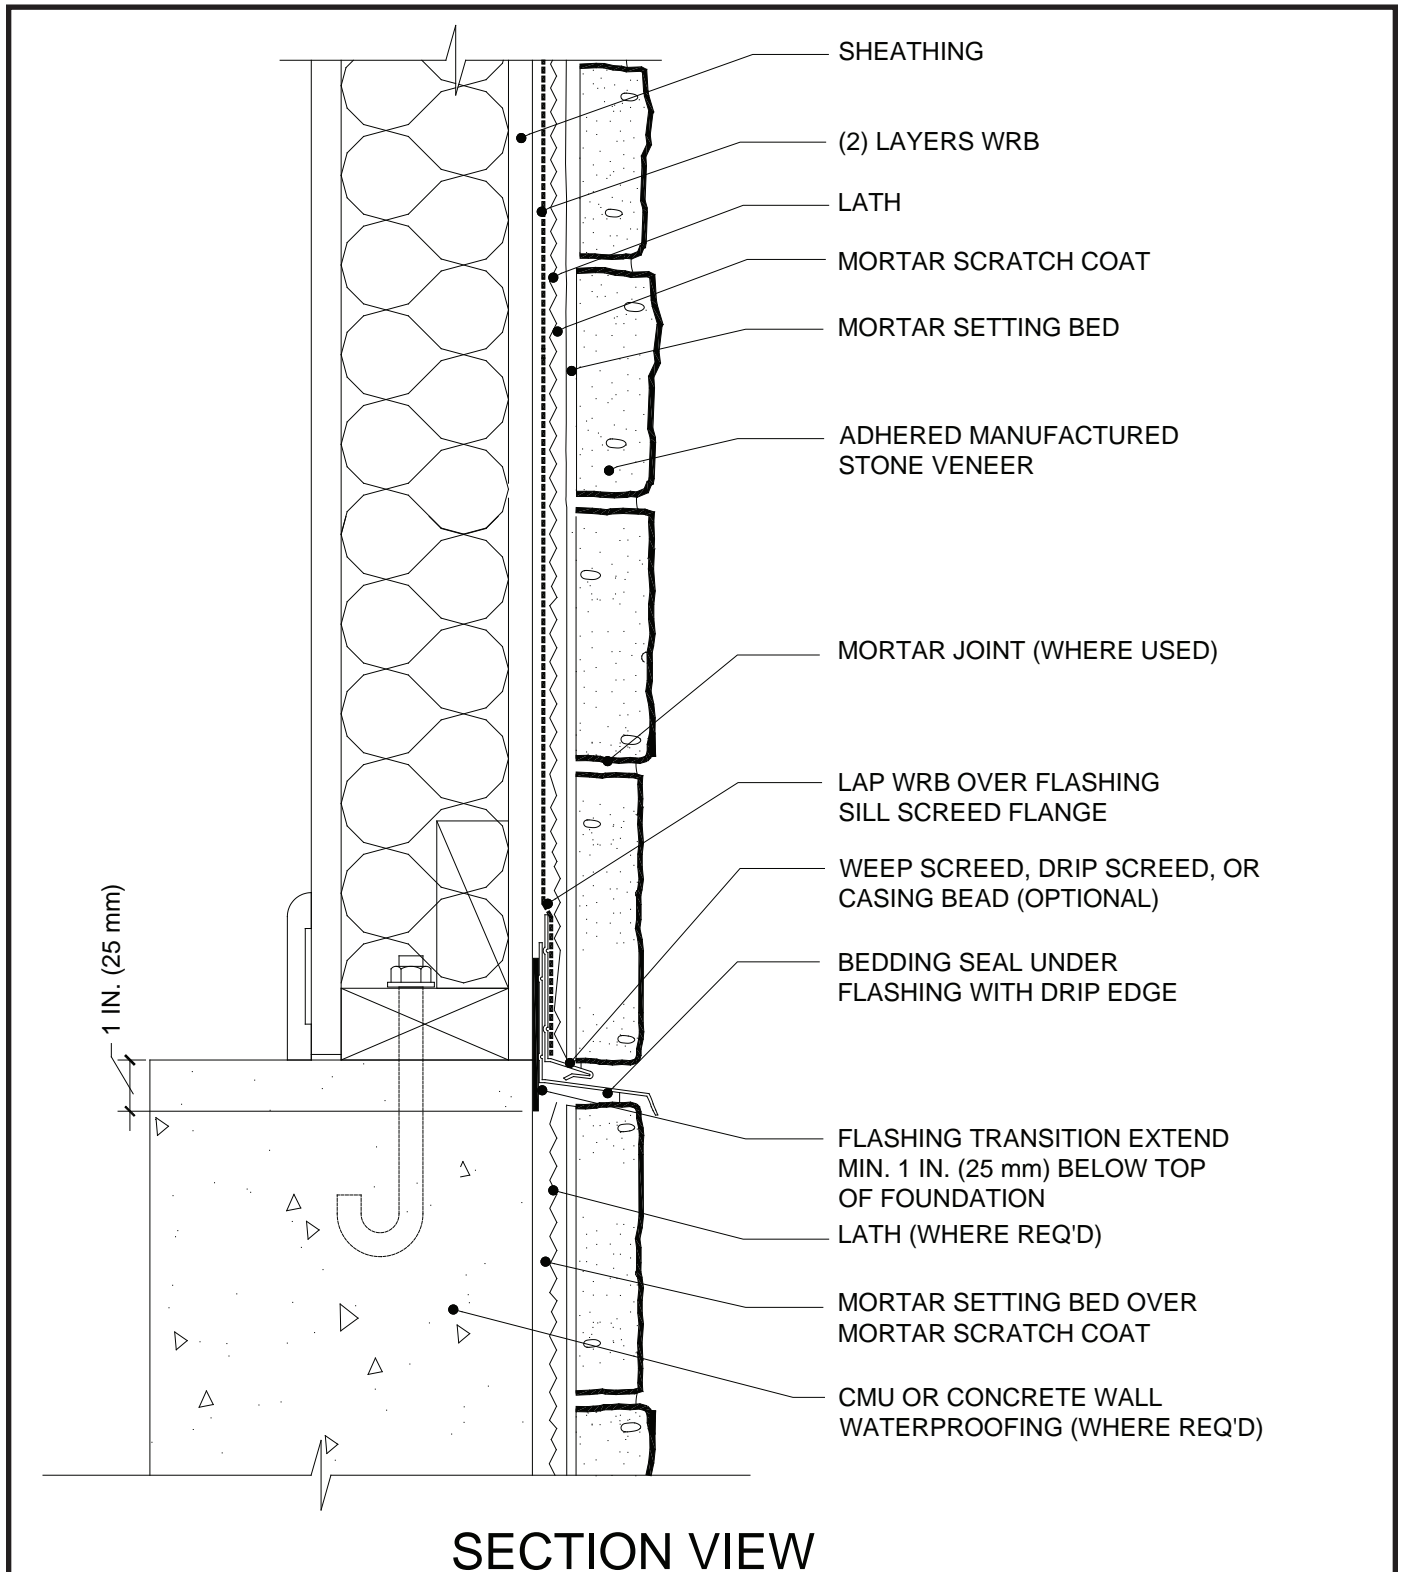 SHEATHING
(2) LAYERS WRB
LATH
MORTAR SCRATCH COAT
MORTAR SETTING BED
ADHERED MANUFACTURED
STONE VENEER
MORTAR JOINT (WHERE USED)
LAP WRB OVER FLASHING
SILL SCREED FLANGE
WEEP SCREED, DRIP SCREED, OR
CASING BEAD (OPTIONAL)
1 IN. (25 mm)
BEDDING SEAL UNDER
FLASHING WITH DRIP EDGE
FLASHING TRANSITION EXTEND
MIN. 1 IN. (25 mm) BELOW TOP
OF FOUNDATION
LATH (WHERE REQ'D)
MORTAR SETTING BED OVER
MORTAR SCRATCH COAT
CMU OR CONCRETE WALL
WATERPROOFING (WHERE REQ'D)
SECTION VIEW